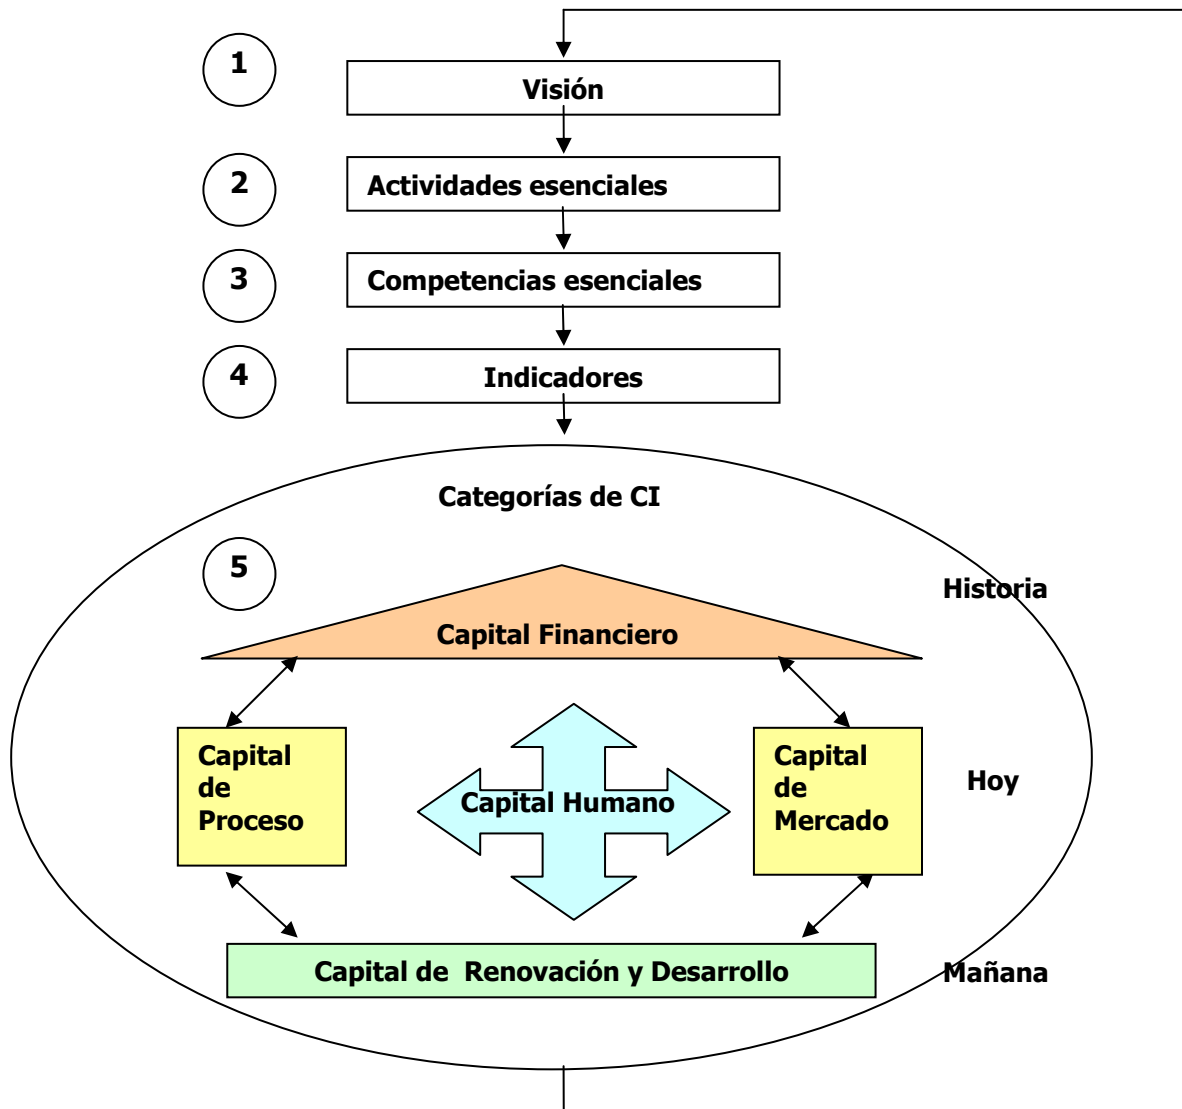 1
Visión
2
Actividades esenciales
3
Competencias esenciales
4
Indicadores
Categorías de CI
5
Historia
Capital Financiero
Capital
de
Proceso
Capital Humano
Capital
de
Mercado
Hoy
Capital de  Renovación y Desarrollo
Mañana